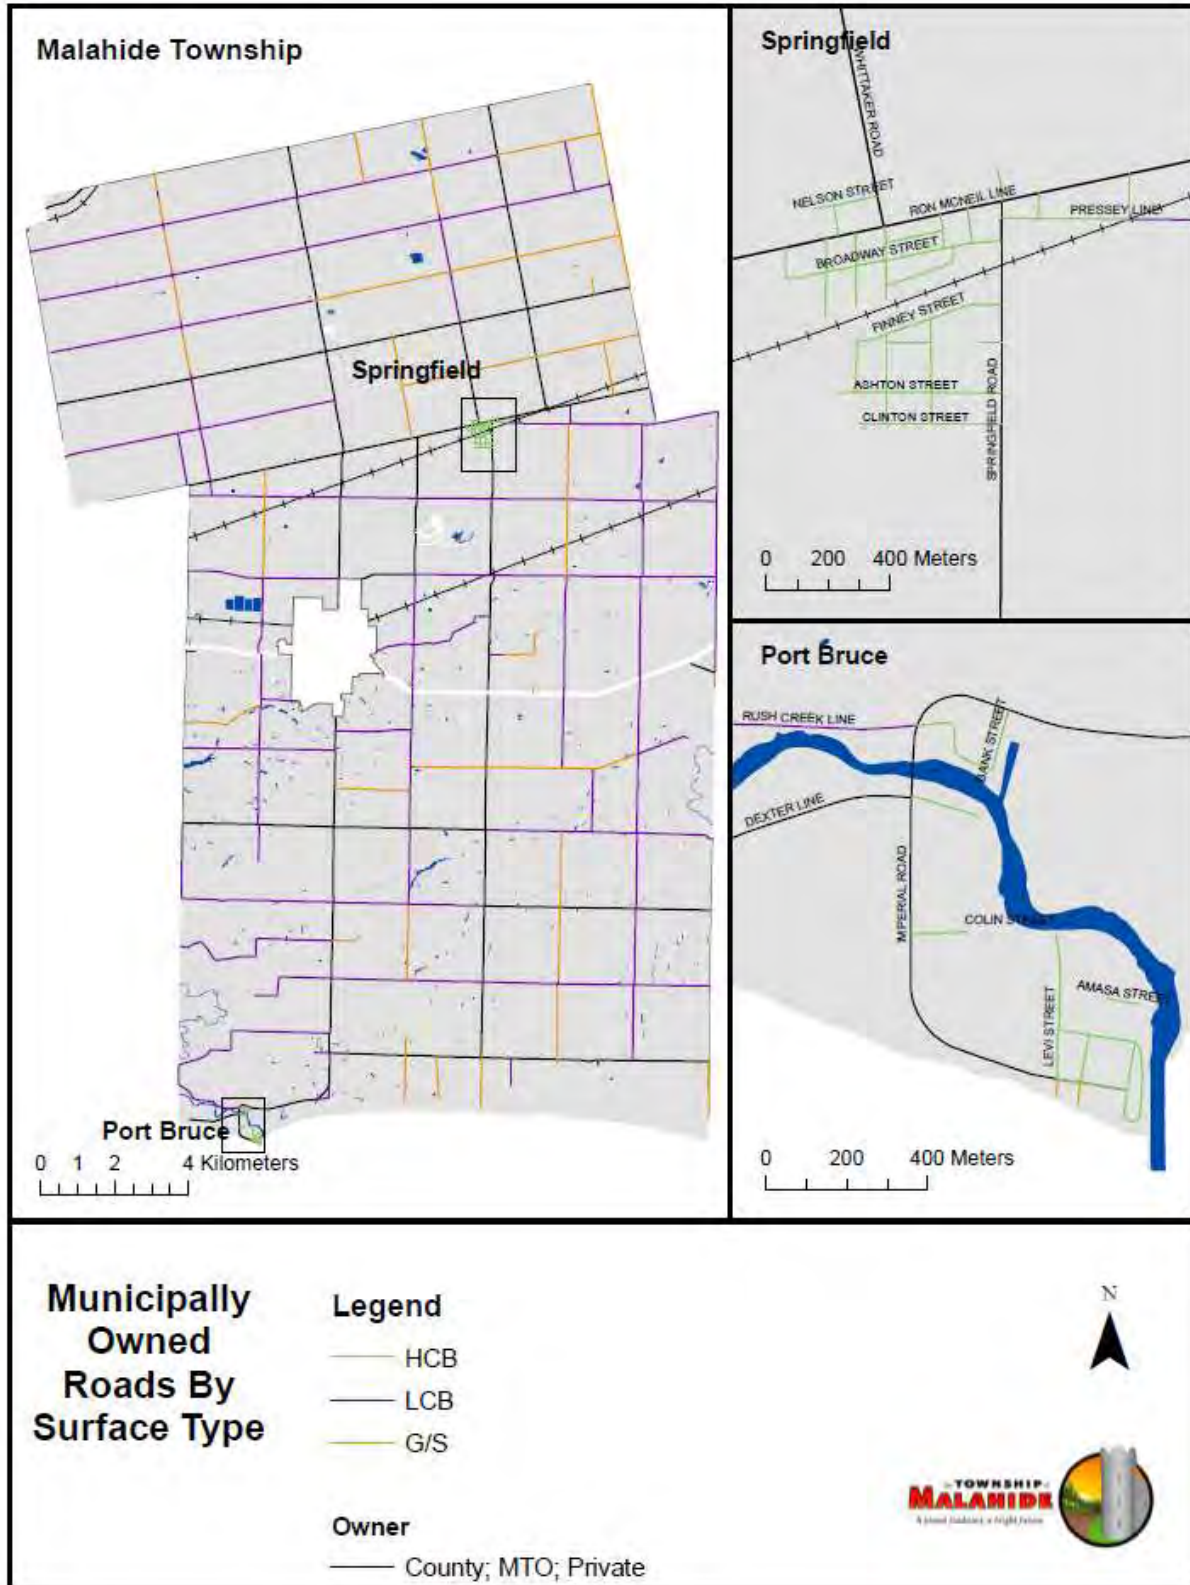 Malahide Township
Springfield
Port Bruce
0 1 2 4 Kilometers
Springfield
WHITTAKER ROAD
NELSON STREET
RON MCNEIL LINE
PRESSEY LINE
BROADWAY STREET
FINNEY STREET
ASHTON STREET
CLINTON STREET
SPRINGFIELD ROAD
0 200 400 Meters
Port Bruce
RUSH CREEK LINE
BANK STREET
DEXTER LINE
IMPERIAL ROAD
COLIN STREET
AMASA STREET
LEVI STREET
0 200 400 Meters
Municipally
Owned
Roads By
Surface Type
Legend
HCB
LCB
G/S
Owner
County; MTO; Private
N
TOWNSHIP
MALAHIDE